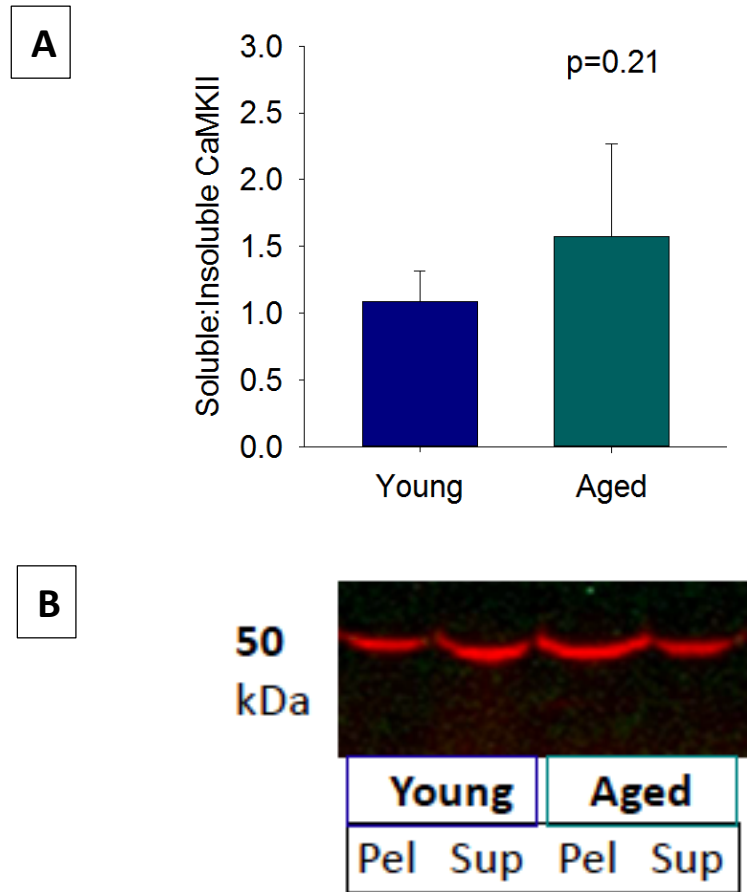 A
Soluble:Insoluble CaMKII
3.0
2.5
2.0
1.5
1.0
0.5
0.0
p=0.21
Young Aged
B
50
kDa
Young Aged
Pel Sup Pel Sup